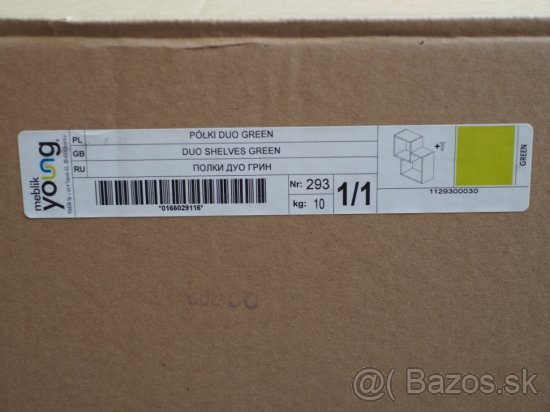 meblik
young
PL PÓŁKI DUO GREEN
GB DUO SHELVES GREEN
RU ПОЛКИ ДУО ГРИН
*0166029116*
Nr: 293
kg: 10
1/1
1129300030
GREEN
@( Bazos.sk